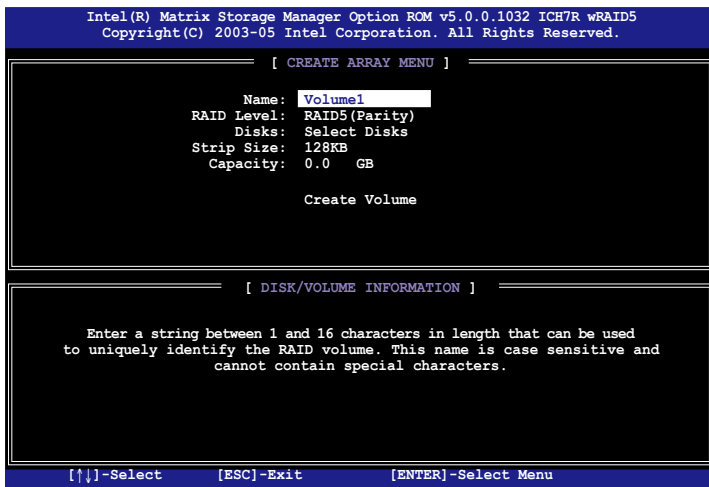 Intel(R) Matrix Storage Manager Option ROM v5.0.0.1032 ICH7R wRAID5
Copyright(C) 2003-05 Intel Corporation. All Rights Reserved.
[ CREATE ARRAY MENU ]
Name: Volume1
RAID Level: RAID5(Parity)
Disks: Select Disks
Strip Size: 128KB
Capacity: 0.0 GB
Create Volume
[ DISK/VOLUME INFORMATION ]
Enter a string between 1 and 16 characters in length that can be used
to uniquely identify the RAID volume. This name is case sensitive and
cannot contain special characters.
[↑↓]-Select [ESC]-Exit [ENTER]-Select Menu